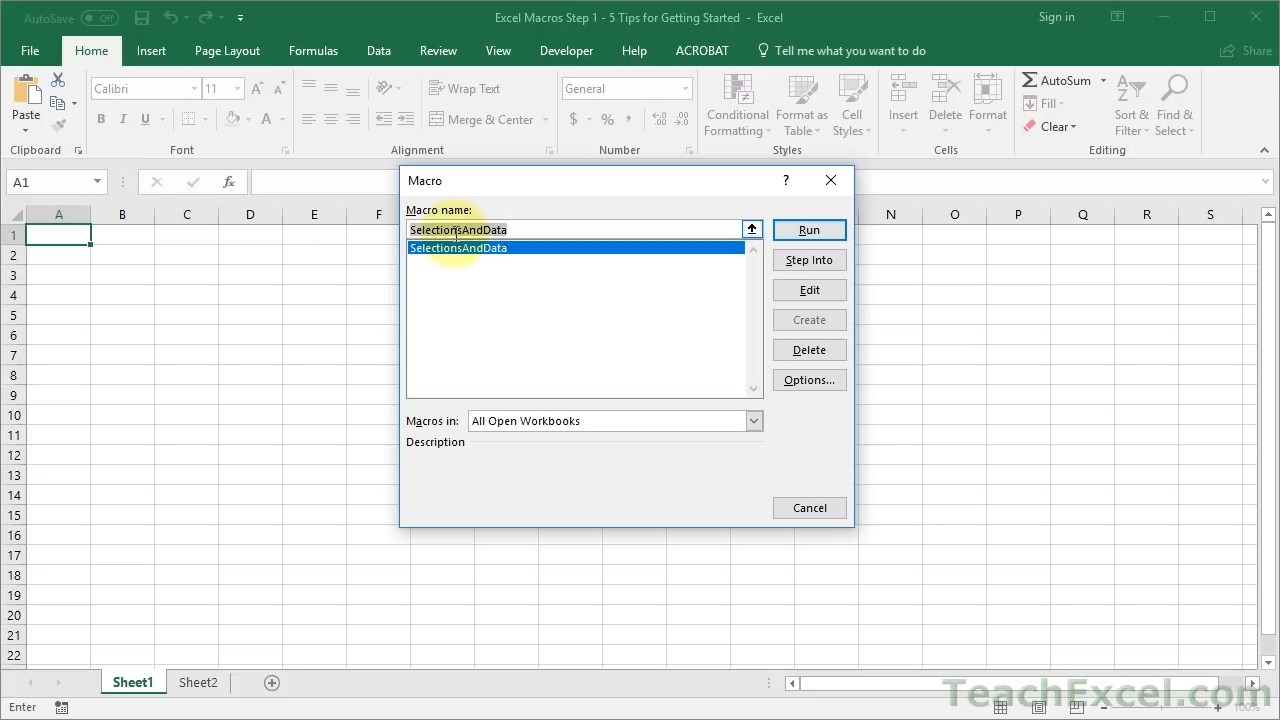 AutoSave Off
Excel Macros Step 1 - 5 Tips for Getting Started - Excel
Sign in
File Home Insert Page Layout Formulas Data Review View Developer Help ACROBAT Tell me what you want to do Share
Paste
Calibri 11
B I U
Wrap Text
Merge & Center
General
$ % ,
Conditional Formatting
Format as Table
Cell Styles
Insert Delete Format
AutoSum
Fill
Clear
Sort & Filter
Find & Select
Clipboard Font Alignment Number Styles Cells Editing
A1 fx
A B C D E F N O P Q R S
1
2
3
4
5
6
7
8
9
10
11
12
13
14
15
16
17
18
19
20
21
22
Macro ?
Macro name:
SelectionsAndData
SelectionsAndData
Run
Step Into
Edit
Create
Delete
Options...
Macros in: All Open Workbooks
Description
Cancel
Sheet1 Sheet2
Enter
100%
TeachExcel.com